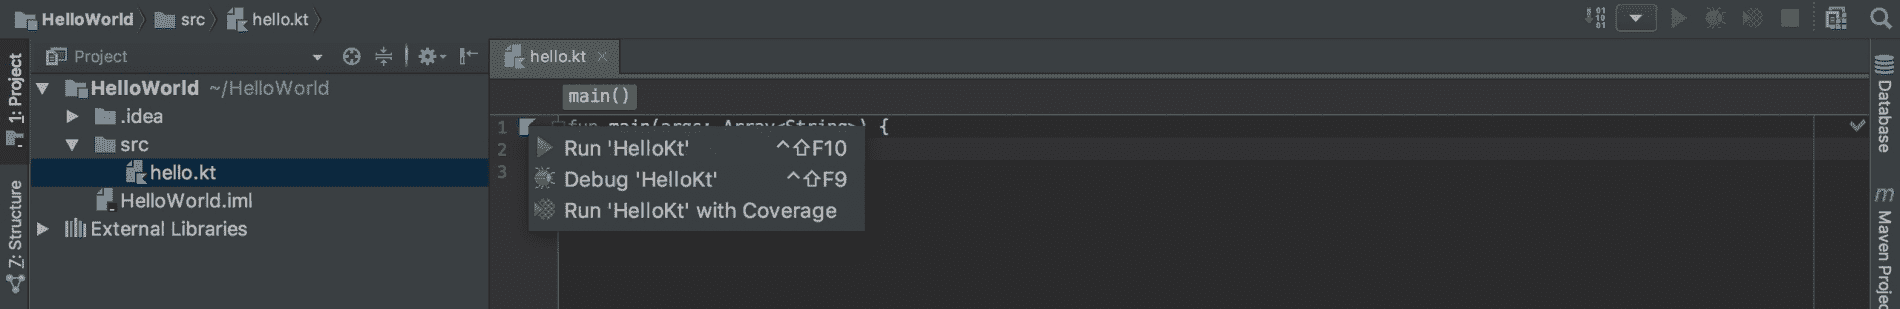 HelloWorld src hello.kt
Project
hello.kt
HelloWorld ~/HelloWorld
.idea
src
hello.kt
HelloWorld.iml
External Libraries
1: Project
Z: Structure
main()
1 fun main(args: Array<String>) {
2
3
Run 'HelloKt' ^⇧F10
Debug 'HelloKt' ^⇧F9
Run 'HelloKt' with Coverage
Database
m Maven Projec